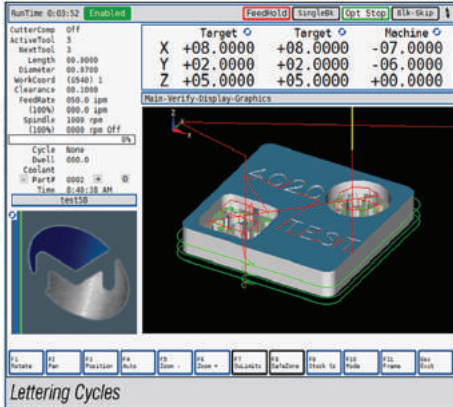 RunTime 0:03:52 Enabled FeedHold SingleBk Opt Stop Blk-Skip
CutterComp Off
ActiveTool 3
NextTool 3
Length 00.0000
Diameter 00.0700
WorkCoord (G540) 1
Clearance 00.1000
FeedRate 050.0 ipm
(100%) 000.0 ipm
Spindle 1000 rpm
(100%) 0000 rpm Off
0%
Cycle None
Dwell 000.0
Coolant
- Part# 0002 + 0
Time 8:40:38 AM
test50
Target Target Machine
X +08.0000 +08.0000 -07.0000
Y +02.0000 +02.0000 -06.0000
Z +05.0000 +05.0000 +00.0000
Main-Verify-Display-Graphics
Z
X
4020
TEST
F1 Rotate
F2 Pan
F3 Position
F4 Auto
F5 Zoom -
F6 Zoom +
F7 SwLimits
F8 SafeZone
F9 Stock Sz
F10 Mode
F11 Frame
Esc Exit
Lettering Cycles